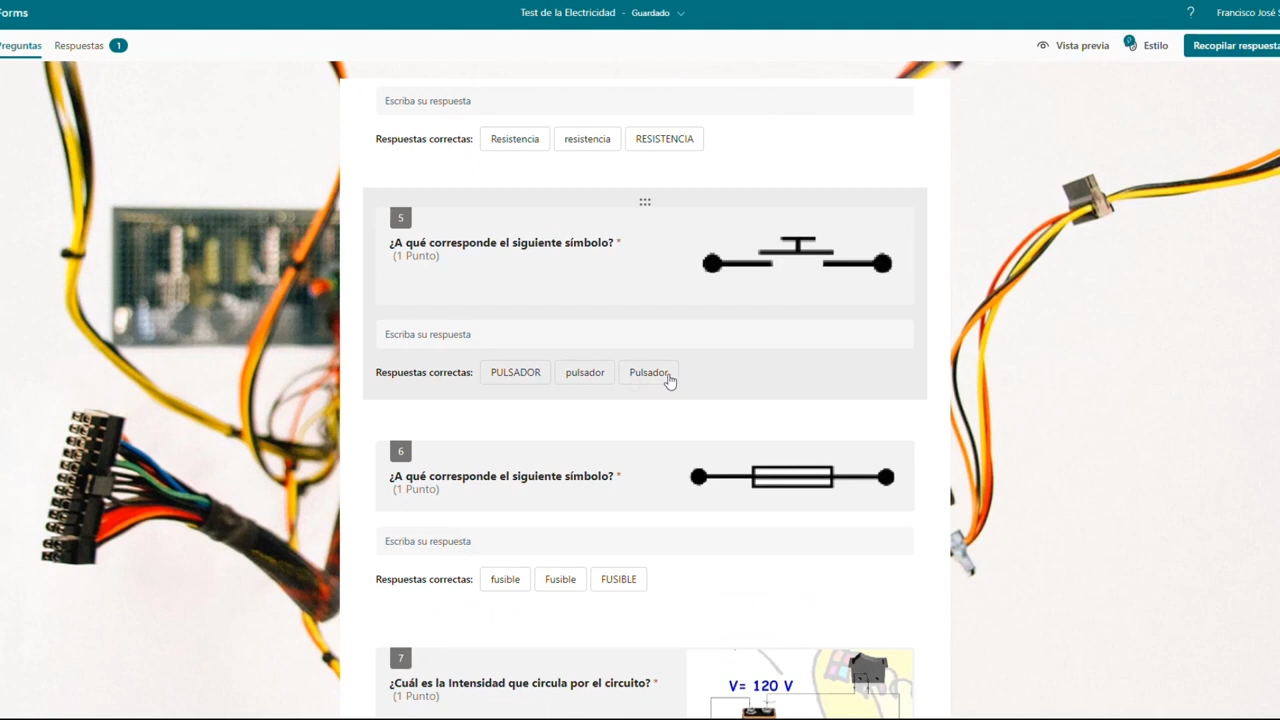 Forms
Test de la Electricidad - Guardado
?
Francisco José S
Preguntas
Respuestas 1
Vista previa
Estilo
Recopilar respuesta
Escriba su respuesta
Respuestas correctas: Resistencia resistencia RESISTENCIA
5
¿A qué corresponde el siguiente símbolo? *
(1 Punto)
Escriba su respuesta
Respuestas correctas: PULSADOR pulsador Pulsador
6
¿A qué corresponde el siguiente símbolo? *
(1 Punto)
Escriba su respuesta
Respuestas correctas: fusible Fusible FUSIBLE
7
¿Cuál es la Intensidad que circula por el circuito? *
(1 Punto)
V= 120 V